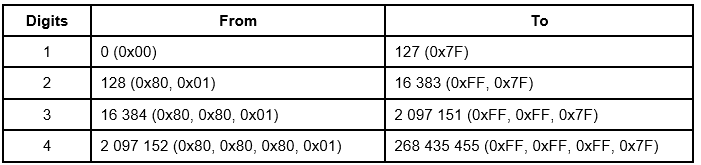 Digits From To
1 0 (0x00) 127 (0x7F)
2 128 (0x80, 0x01) 16 383 (0xFF, 0x7F)
3 16 384 (0x80, 0x80, 0x01) 2 097 151 (0xFF, 0xFF, 0x7F)
4 2 097 152 (0x80, 0x80, 0x80, 0x01) 268 435 455 (0xFF, 0xFF, 0xFF, 0x7F)